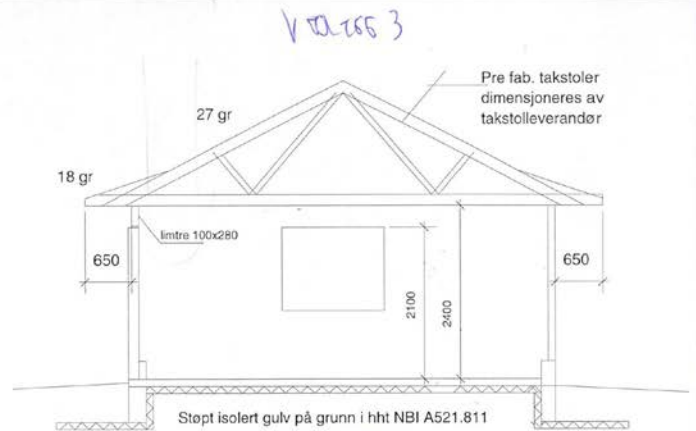 Pre fab. takstoler
dimensjoneres av
takstolleverandør
27 gr
18 gr
limtre 100x280
650
650
2100
2400
Støpt isolert gulv på grunn i hht NBI A521.811